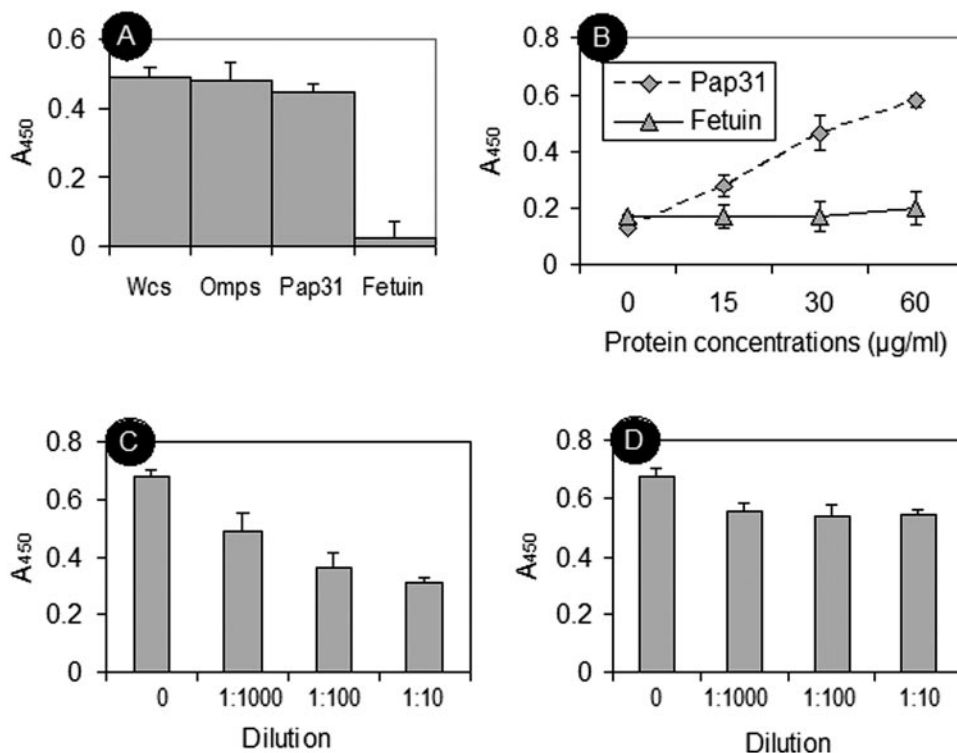 A
0.6
0.4
0.2
0
A450
Wcs Omps Pap31 Fetuin
B
0.8
0.6
0.4
0.2
0
A450
Pap31
Fetuin
0 15 30 60
Protein concentrations (µg/ml)
C
0.8
0.6
0.4
0.2
0
A450
0 1:1000 1:100 1:10
Dilution
D
0.8
0.6
0.4
0.2
0
A450
0 1:1000 1:100 1:10
Dilution